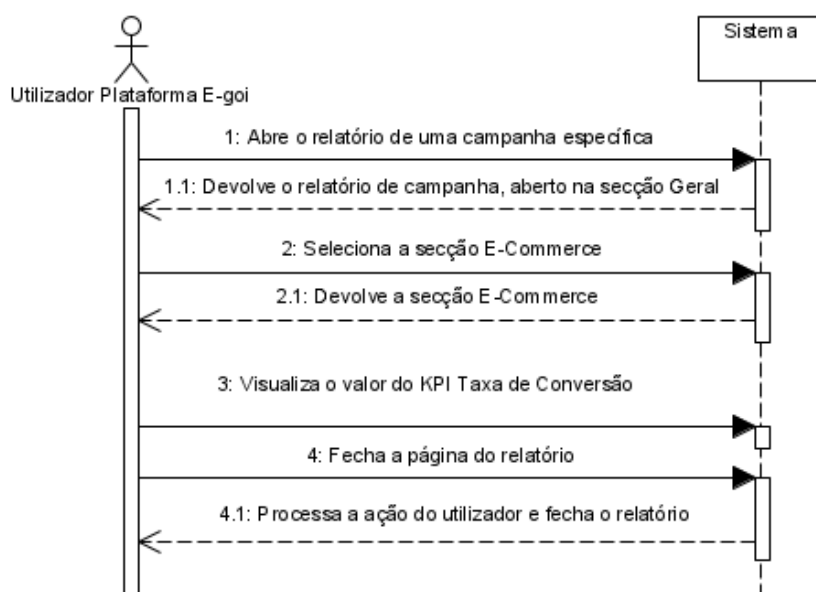 Sistema
Utilizador Plataforma E-goi
1: Abre o relatório de uma campanha específica
1.1: Devolve o relatório de campanha, aberto na secção Geral
2: Seleciona a secção E-Commerce
2.1: Devolve a secção E-Commerce
3: Visualiza o valor do KPI Taxa de Conversão
4: Fecha a página do relatório
4.1: Processa a ação do utilizador e fecha o relatório